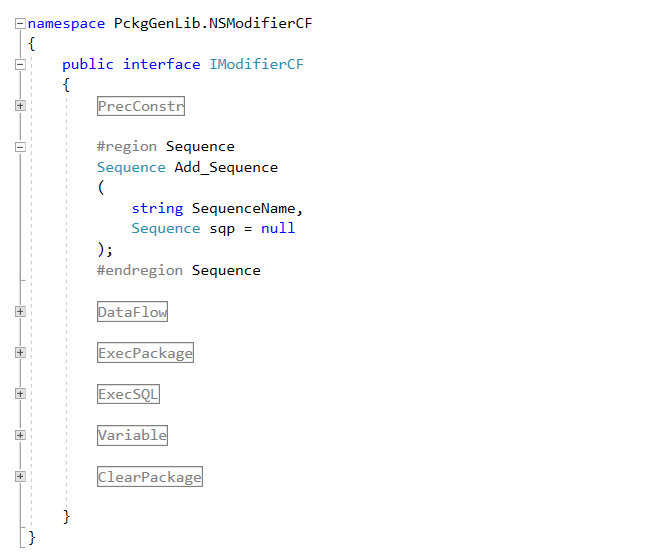 namespace PckgGenLib.NSModifierCF
{
public interface IModifierCF
{
PrecConstr
#region Sequence
Sequence Add_Sequence
(
string SequenceName,
Sequence sqp = null
);
#endregion Sequence
DataFlow
ExecPackage
ExecSQL
Variable
ClearPackage
}
}